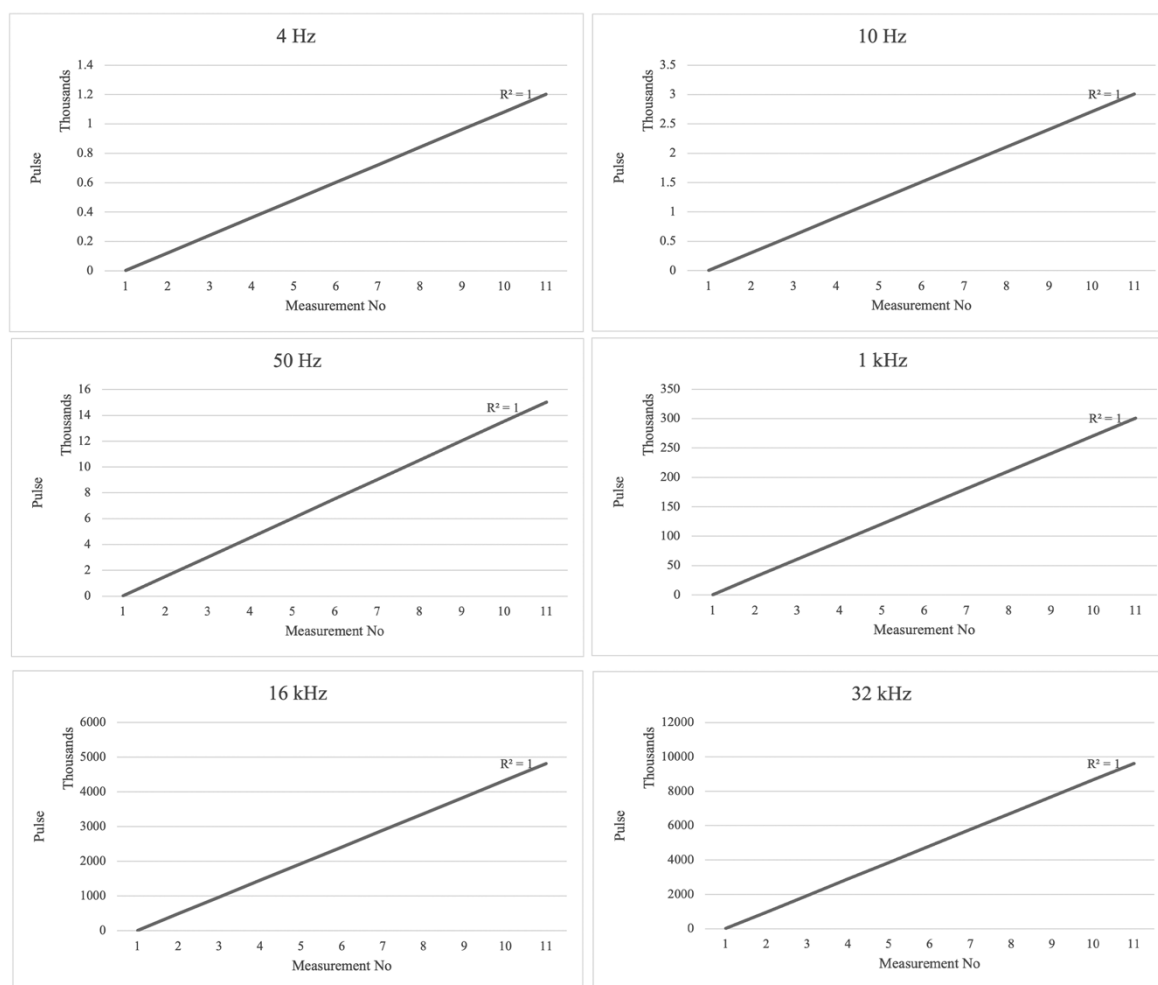 4 Hz
1.4
1.2
1
0.8
0.6
0.4
0.2
0
Thousands
Pulse
R² = 1
1 2 3 4 5 6 7 8 9 10 11
Measurement No
10 Hz
3.5
3
2.5
2
1.5
1
0.5
0
Thousands
Pulse
R² = 1
1 2 3 4 5 6 7 8 9 10 11
Measurement No
50 Hz
16
14
12
10
8
6
4
2
0
Thousands
Pulse
R² = 1
1 2 3 4 5 6 7 8 9 10 11
Measurement No
1 kHz
350
300
250
200
150
100
50
0
Thousands
Pulse
R² = 1
1 2 3 4 5 6 7 8 9 10 11
Measurement No
16 kHz
6000
5000
4000
3000
2000
1000
0
Thousands
Pulse
R² = 1
1 2 3 4 5 6 7 8 9 10 11
Measurement No
32 kHz
12000
10000
8000
6000
4000
2000
0
Thousands
Pulse
R² = 1
1 2 3 4 5 6 7 8 9 10 11
Measurement No